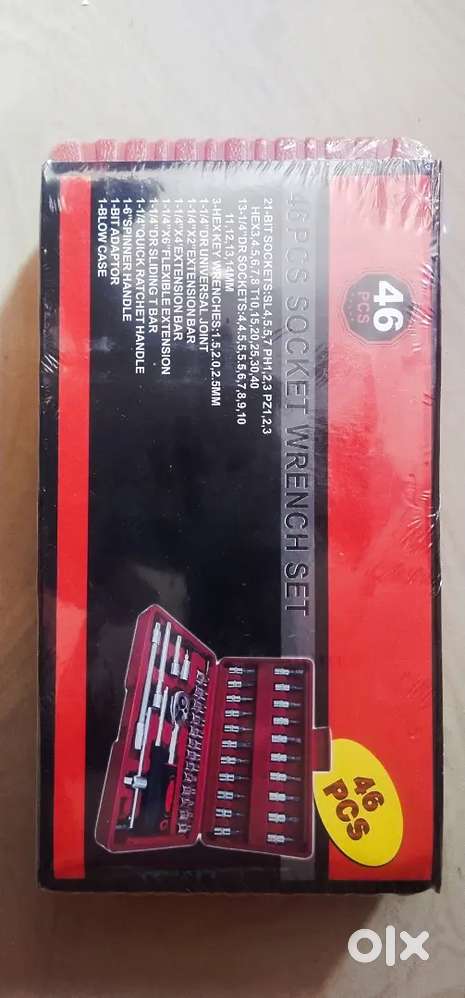 46
PCS
46 PCS SOCKET WRENCH SET
21-BIT SOCKETS:SL4,5.5,7 PH1,2,3 PZ1,2,3
HEX3,4,5,6,7,8 T10,15,20,25,30,40
13-1/4"DR SOCKETS:4,4.5,5,5.5,6,7,8,9,10
11,12,13,14MM
3-HEX KEY WRENCHES:1.5,2.0,2.5MM
1-1/4"DR UNIVERSAL JOINT
1-1/4"X2"EXTENSION BAR
1-1/4"X4"EXTENSION BAR
1-1/4"X6"FLEXIBLE EXTENSION
1-1/4"DR SLIDING T BAR
1-1/4"QUICK RATCHET HANDLE
1-6"SPINNER HANDLE
1-BIT ADAPTOR
1-BLOW CASE
46
PCS
olx